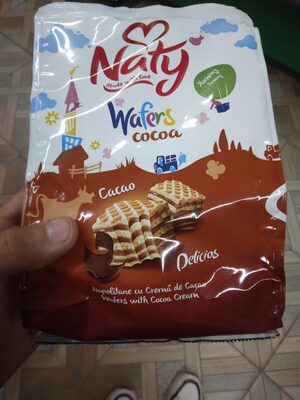 Naty
Made with love
Wafers
cocoa
Cacao
Delicios
Napolitane cu Cremă de Cacao
Wafers with Cocoa Cream